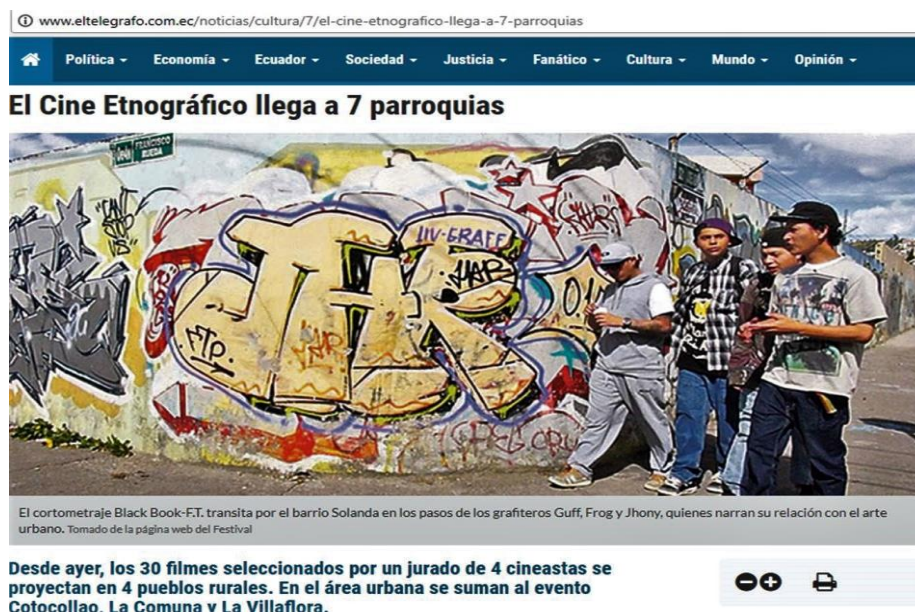 www.eltelegrafo.com.ec/noticias/cultura/7/el-cine-etnografico-llega-a-7-parroquias
Política Economía Ecuador Sociedad Justicia Fanático Cultura Mundo Opinión
El Cine Etnográfico llega a 7 parroquias
FRANCISCO
RUEDA
LIV-GRAFF
FTP.
El cortometraje Black Book-F.T. transita por el barrio Solanda en los pasos de los grafiteros Guff, Frog y Jhony, quienes narran su relación con el arte
urbano. Tomado de la página web del Festival
Desde ayer, los 30 filmes seleccionados por un jurado de 4 cineastas se
proyectan en 4 pueblos rurales. En el área urbana se suman al evento
Cotocollao, La Comuna y La Villaflora.